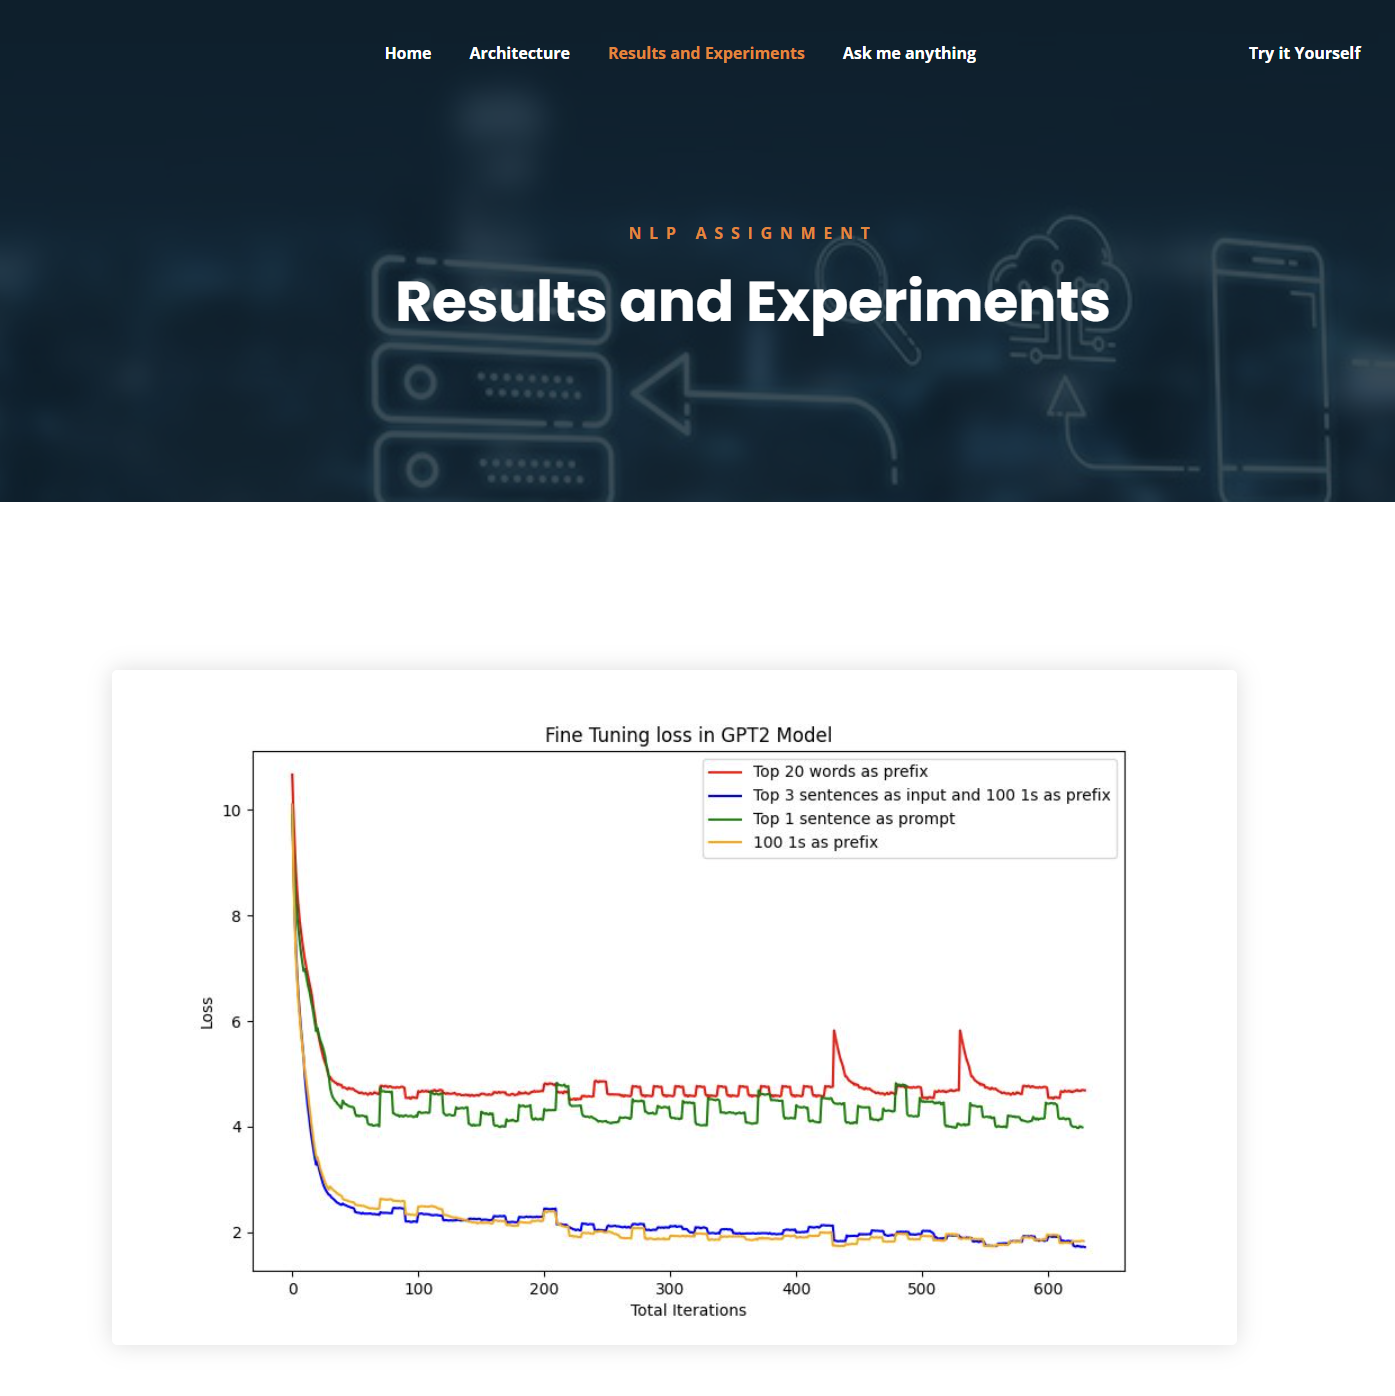 Home Architecture Results and Experiments Ask me anything Try it Yourself
NLP ASSIGNMENT
Results and Experiments
Fine Tuning loss in GPT2 Model
Top 20 words as prefix
Top 3 sentences as input and 100 1s as prefix
Top 1 sentence as prompt
100 1s as prefix
10
8
6
4
2
Loss
0 100 200 300 400 500 600
Total Iterations